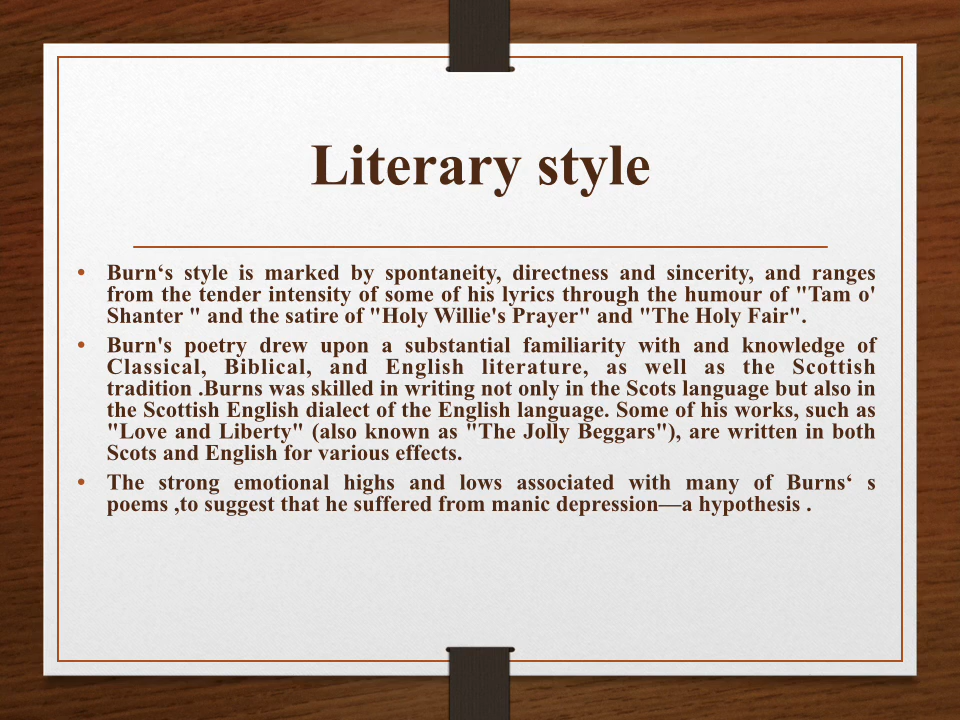 Literary style
• Burn‘s style is marked by spontaneity, directness and sincerity, and ranges
from the tender intensity of some of his lyrics through the humour of "Tam o'
Shanter " and the satire of "Holy Willie's Prayer" and "The Holy Fair".
• Burn's poetry drew upon a substantial familiarity with and knowledge of
Classical, Biblical, and English literature, as well as the Scottish
tradition .Burns was skilled in writing not only in the Scots language but also in
the Scottish English dialect of the English language. Some of his works, such as
"Love and Liberty" (also known as "The Jolly Beggars"), are written in both
Scots and English for various effects.
• The strong emotional highs and lows associated with many of Burns‘ s
poems ,to suggest that he suffered from manic depression—a hypothesis .